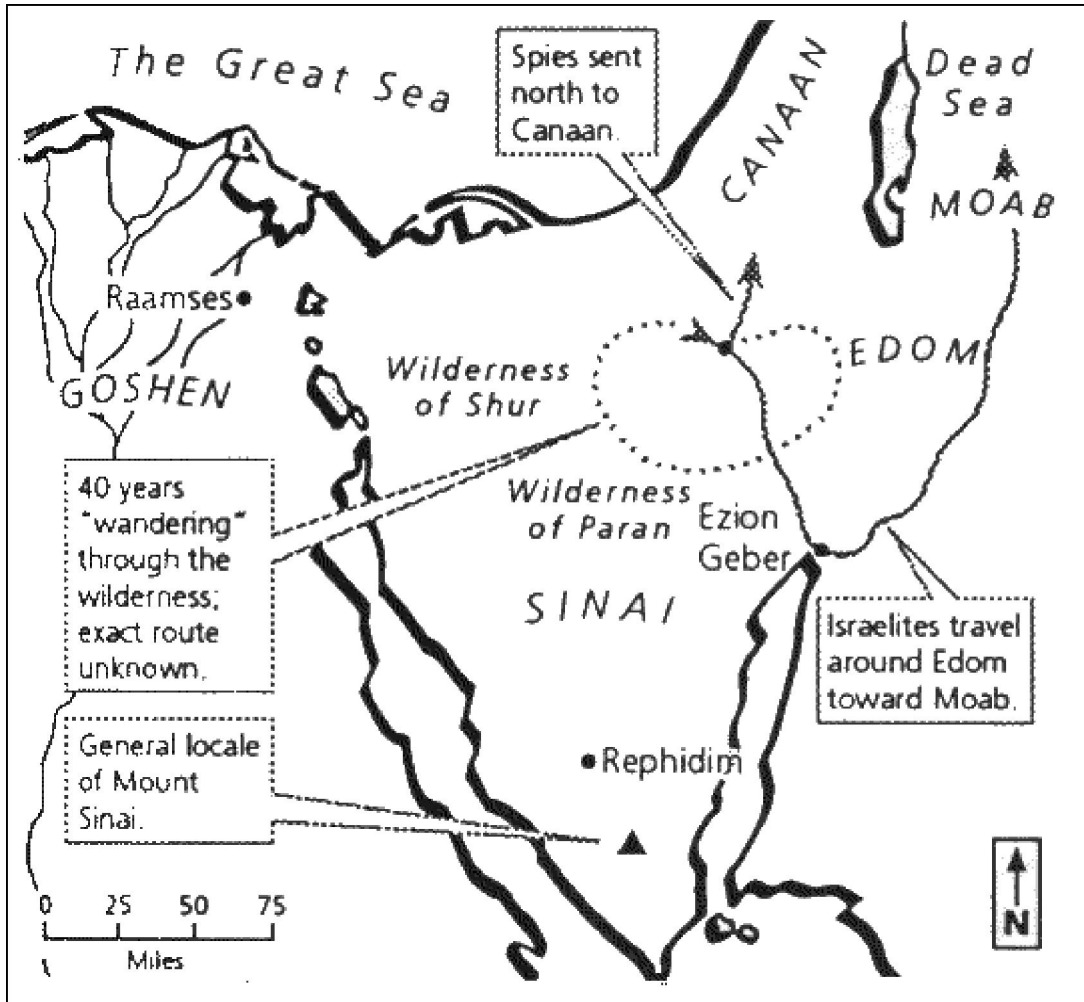 The Great Sea
Spies sent
north to
Canaan.
CANAAN
Dead
Sea
MOAB
Raamses
GOSHEN
Wilderness
of Shur
EDOM
40 years
"wandering"
through the
wilderness;
exact route
unknown.
Wilderness
of Paran
Ezion
Geber
SINAI
Israelites travel
around Edom
toward Moab.
General locale
of Mount
Sinai.
Rephidim
0 25 50 75
Miles
N